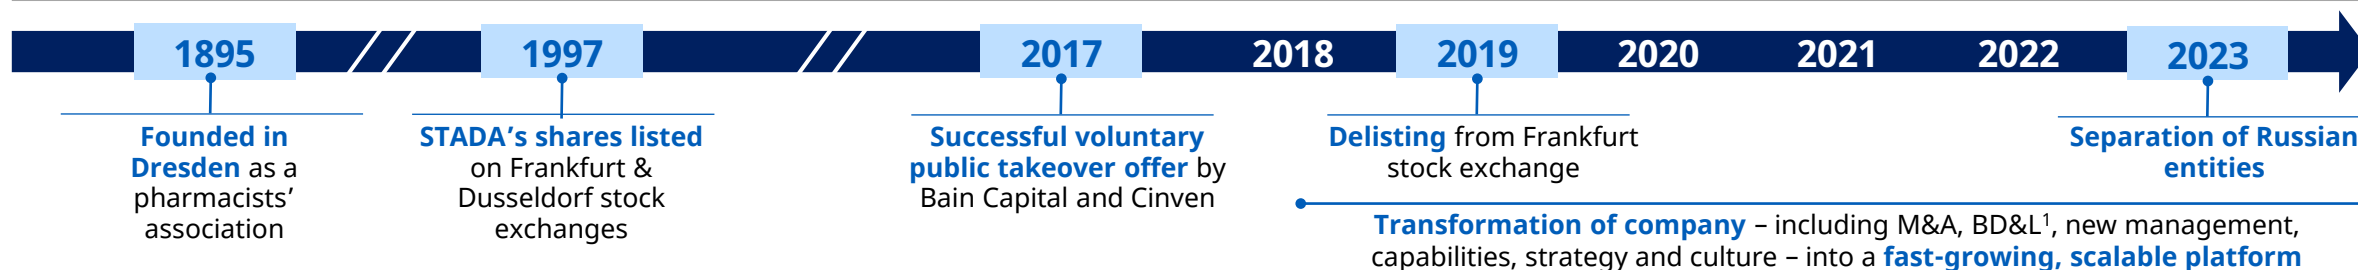 1895 1997 2017 2018 2019 2020 2021 2022 2023
Founded in
Dresden as a
pharmacists’
association
STADA’s shares listed
on Frankfurt &
Dusseldorf stock
exchanges
Successful voluntary
public takeover offer by
Bain Capital and Cinven
Delisting from Frankfurt
stock exchange
Separation of Russian
entities
Transformation of company – including M&A, BD&L¹, new management,
capabilities, strategy and culture – into a fast-growing, scalable platform